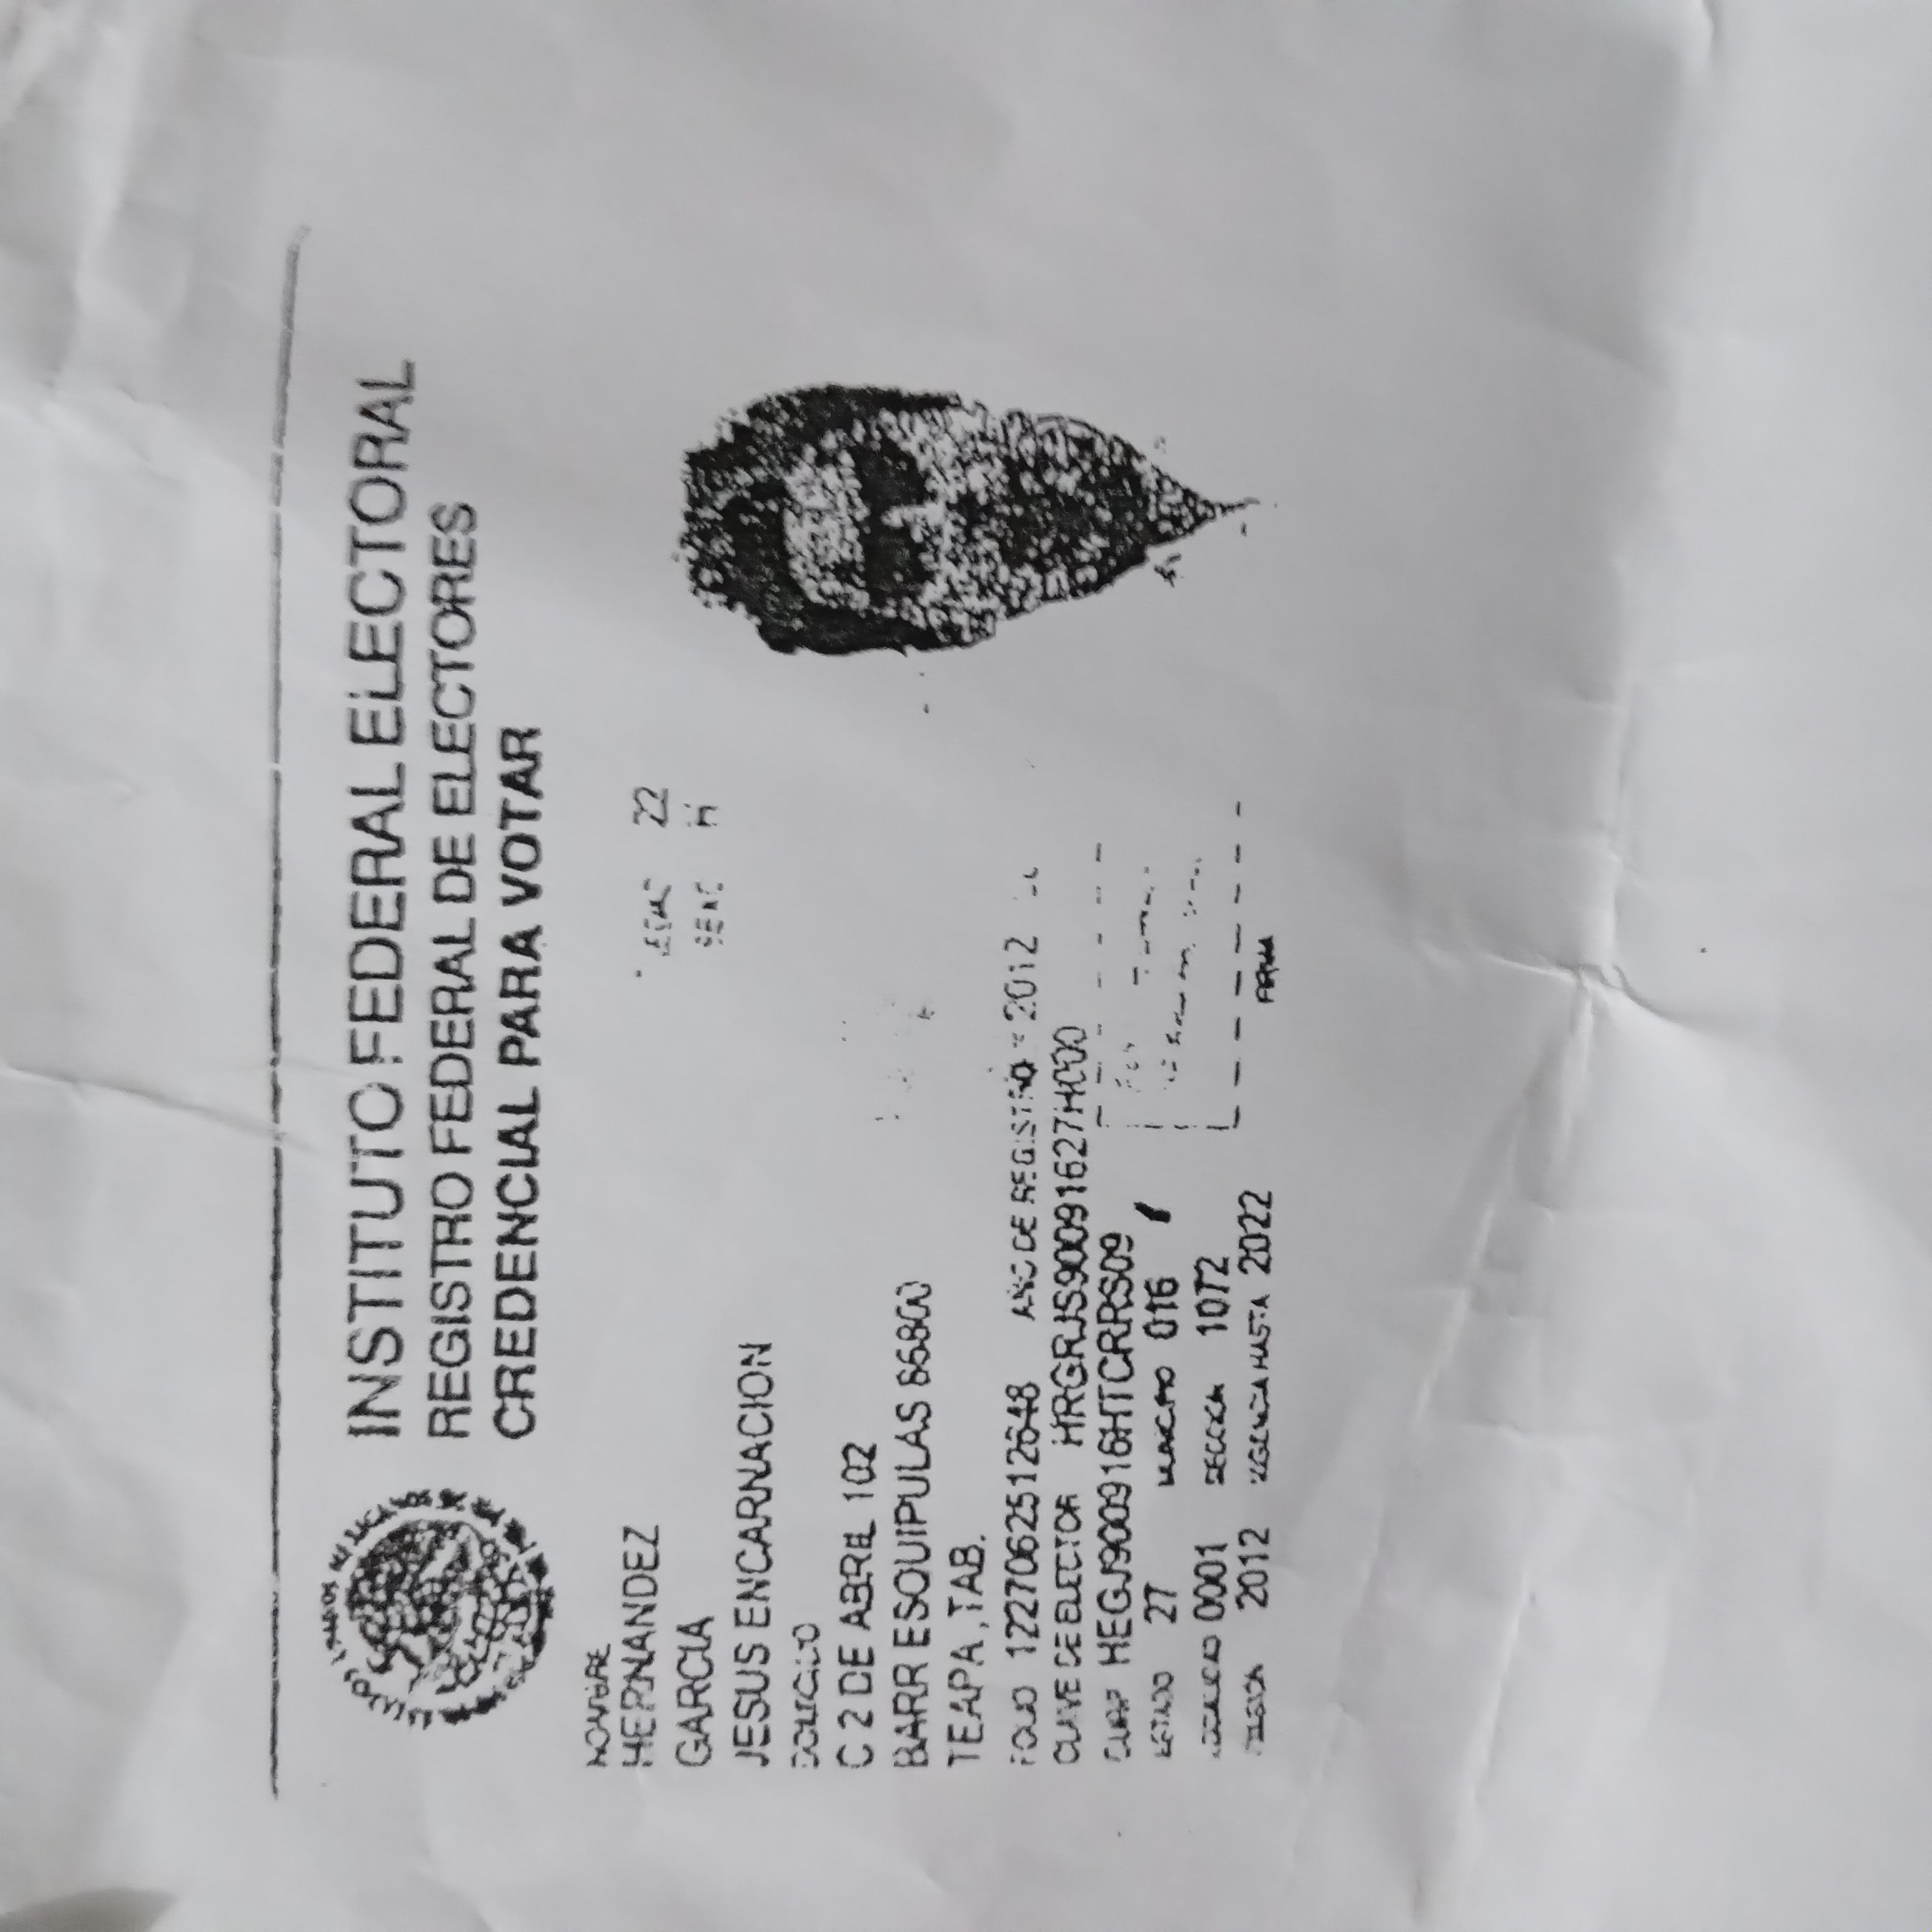 INSTITUTO FEDERAL ELECTORAL
REGISTRO FEDERAL DE ELECTORES
CREDENCIAL PARA VOTAR
NOMBRE
HERNANDEZ
GARCIA
JESUS ENCARNACION
EDAD 22
SEXO H
DOMICILIO
C 2 DE ABRIL 102
BARR ESQUIPULAS 86800
TEAPA ,TAB.
FOLIO 1227062512648 AÑO DE REGISTRO 2012
CLAVE DE ELECTOR HRGRJS90091627H000
CURP HEGJ900916HTCRRS09
ESTADO 27 MUNICIPIO 016
LOCALIDAD 0001 SECCION 1072
EMISION 2012 VIGENCIA HASTA 2022
FIRMA